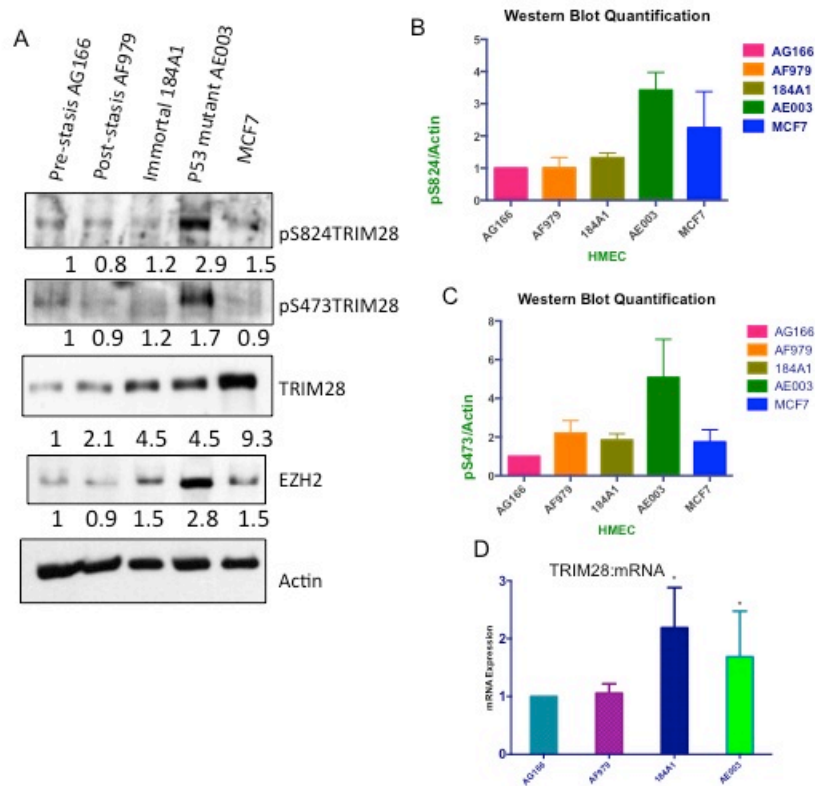 A
Pre-stasis AG166
Post-stasis AF979
Immortal 184A1
P53 mutant AE003
MCF7
pS824TRIM28
1 0.8 1.2 2.9 1.5
pS473TRIM28
1 0.9 1.2 1.7 0.9
TRIM28
1 2.1 4.5 4.5 9.3
EZH2
1 0.9 1.5 2.8 1.5
Actin
B
Western Blot Quantification
pS824/Actin
5
4
3
2
1
0
AG166
AF979
184A1
AE003
MCF7
HMEC
AG166
AF979
184A1
AE003
MCF7
C
Western Blot Quantification
pS473/Actin
8
6
4
2
0
AG166
AF979
184A1
AE003
MCF7
HMEC
AG166
AF979
184A1
AE003
MCF7
D
TRIM28:mRNA
mRNA Expression
3
2
1
0
*
*
AG166
AF979
184A1
AE003